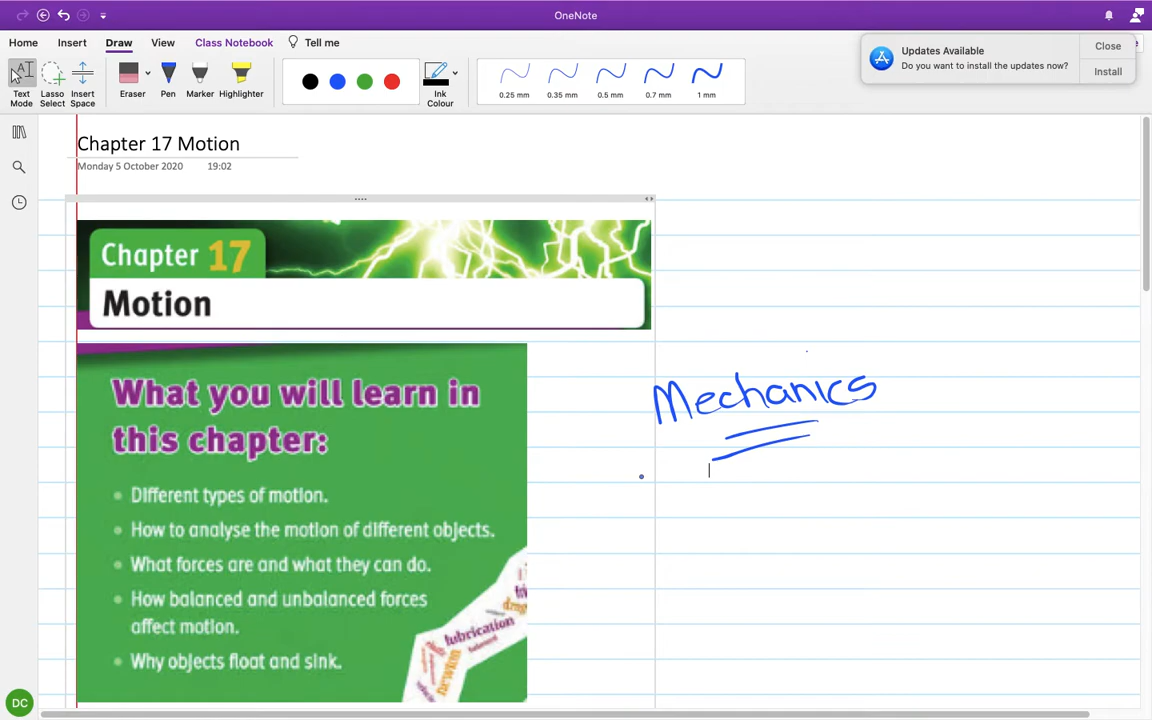 OneNote
Home Insert Draw View Class Notebook Tell me
Updates Available
Do you want to install the updates now?
Close
Install
Text Mode
Lasso Select
Insert Space
Eraser
Pen
Marker
Highlighter
Ink Colour
0.25 mm 0.35 mm 0.5 mm 0.7 mm 1 mm
Chapter 17 Motion
Monday 5 October 2020 19:02
Chapter 17
Motion
What you will learn in
this chapter:
• Different types of motion.
• How to analyse the motion of different objects.
• What forces are and what they can do.
• How balanced and unbalanced forces
affect motion.
• Why objects float and sink.
lubrication
newton
Mechanics
DC